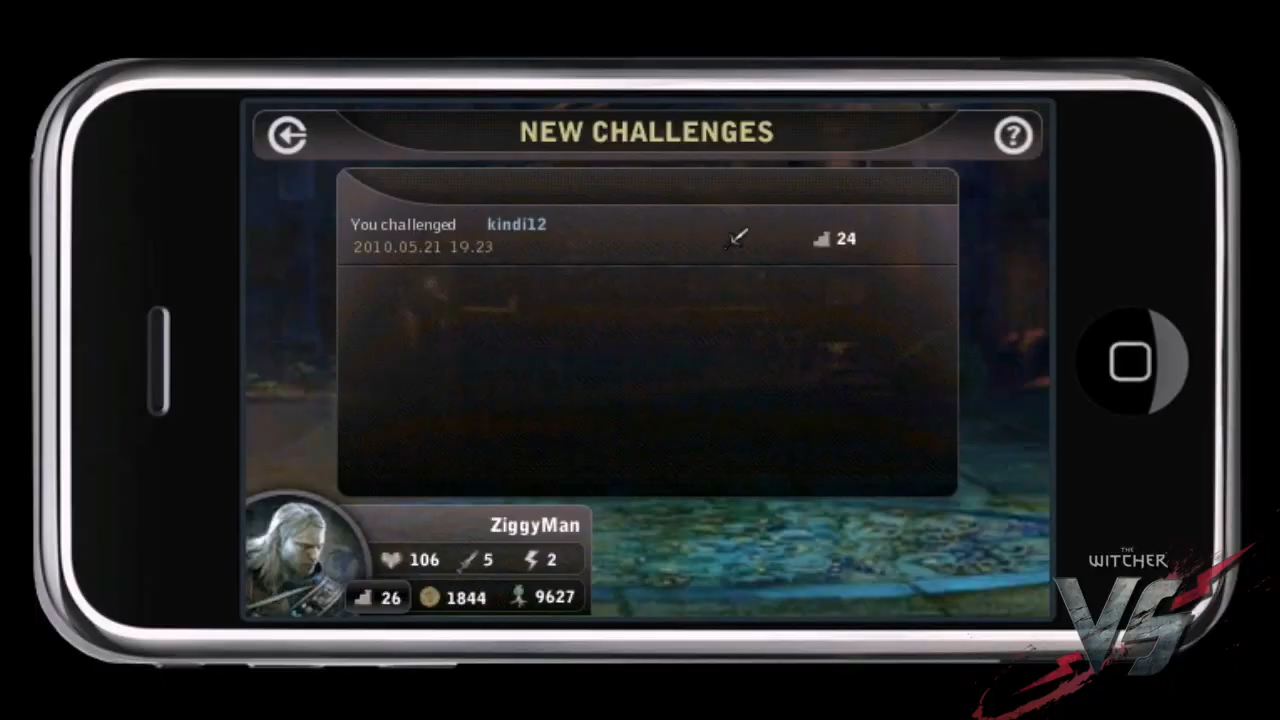 NEW CHALLENGES
?
You challenged kindi12
2010.05.21 19.23
24
ZiggyMan
106 5 2
26 1844 9627
THE
WITCHER
VS